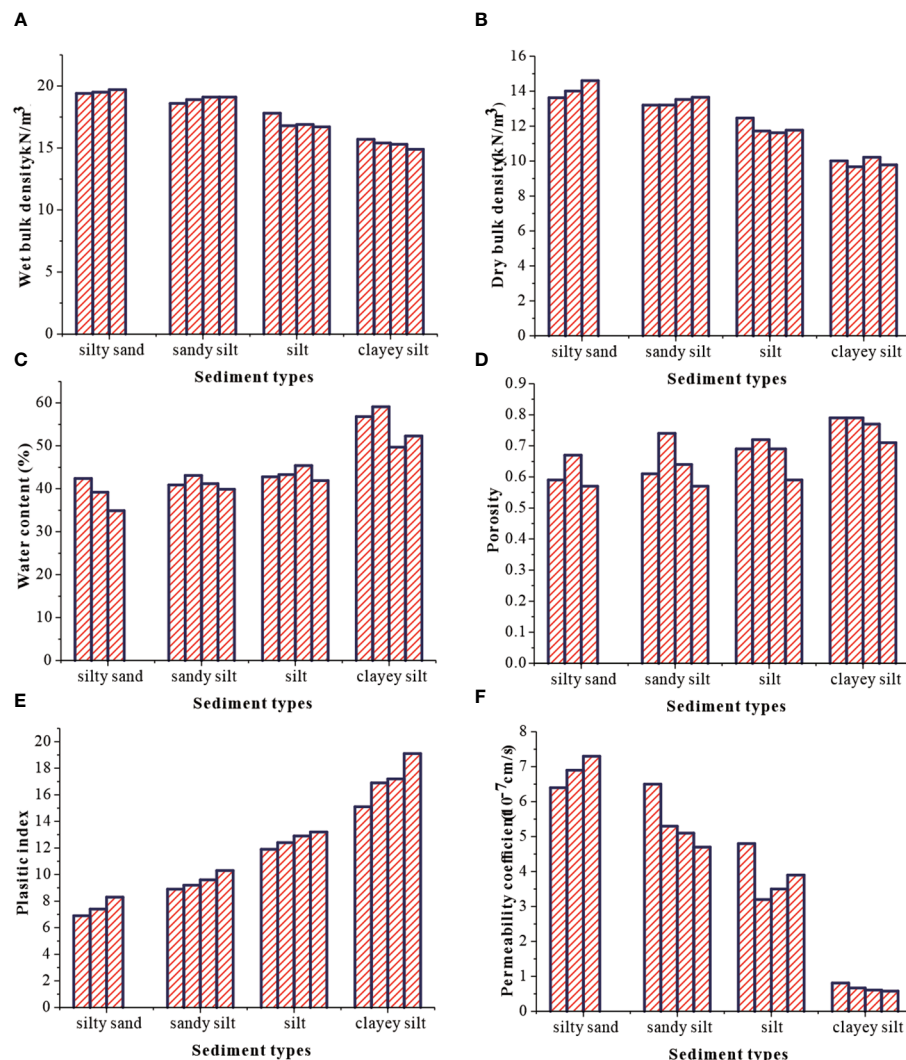 A
Wet bulk densitykN/m³
20
15
10
5
0
silty sand sandy silt silt clayey silt
Sediment types
B
Dry bulk density(kN/m³)
16
14
12
10
8
6
4
2
0
silty sand sandy silt silt clayey silt
Sediment types
C
Water content (%)
60
50
40
30
20
10
0
silty sand sandy silt silt clayey silt
Sediment types
D
Porosity
0.9
0.8
0.7
0.6
0.5
0.4
0.3
0.2
0.1
0.0
silty sand sandy silt silt clayey silt
Sediment types
E
Plasitic index
20
18
16
14
12
10
8
6
4
2
0
silty sand sandy silt silt clayey silt
Sediment types
F
Permeability coefficient(10⁻⁷cm/s)
8
7
6
5
4
3
2
1
0
silty sand sandy silt silt clayey silt
Sediment types